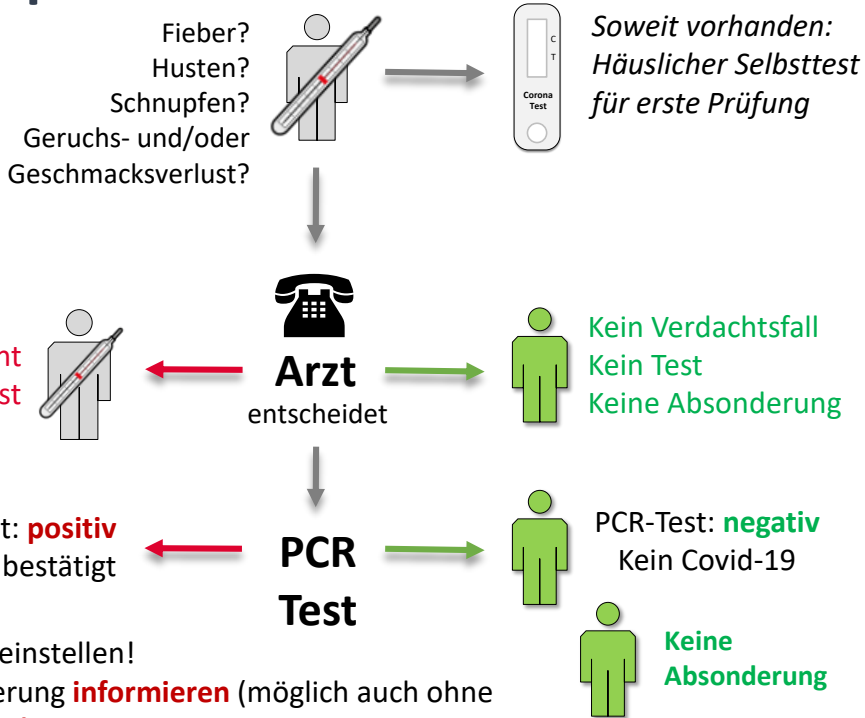 Fieber?
Husten?
Schnupfen?
Geruchs- und/oder
Geschmacksverlust?
C
T
Corona
Test
Soweit vorhanden:
Häuslicher Selbsttest
für erste Prüfung
Arzt
entscheidet
Kein Verdachtsfall
Kein Test
Keine Absonderung
positiv
bestätigt
PCR
Test
PCR-Test: negativ
Kein Covid-19
einstellen!
informieren (möglich auch ohne
Keine
Absonderung